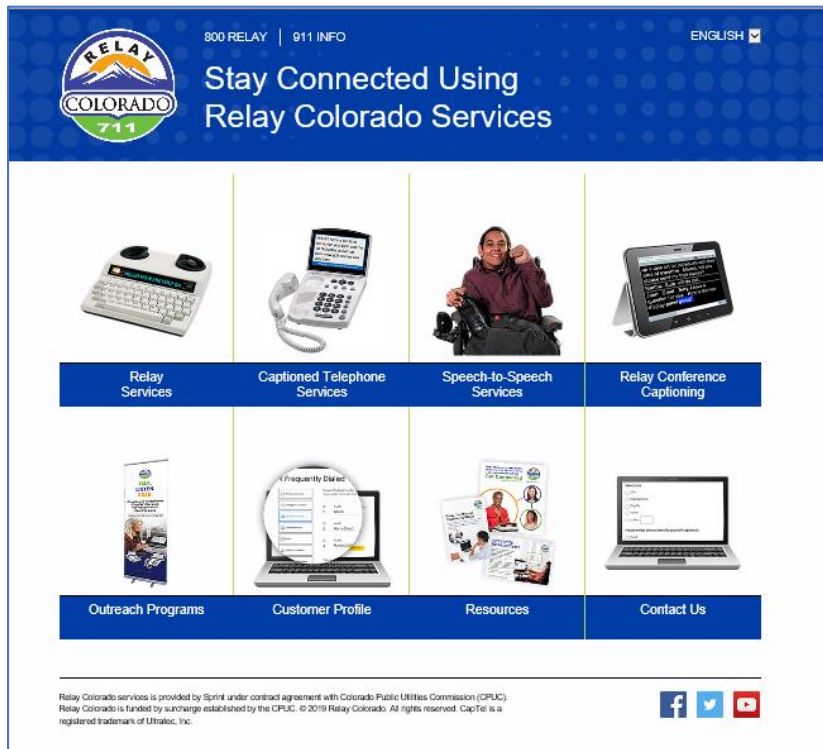 800 RELAY | 911 INFO
ENGLISH
RELAY
COLORADO
711
Stay Connected Using
Relay Colorado Services
Relay
Services
Captioned Telephone
Services
Speech-to-Speech
Services
Relay Conference
Captioning
Frequently Dialed
Outreach Programs
Customer Profile
Resources
Contact Us
Relay Colorado services is provided by Sprint under contract agreement with Colorado Public Utilities Commission (CPUC).
Relay Colorado is funded by surcharge established by the CPUC. © 2019 Relay Colorado. All rights reserved. CapTel is a
registered trademark of Ultratec, Inc.